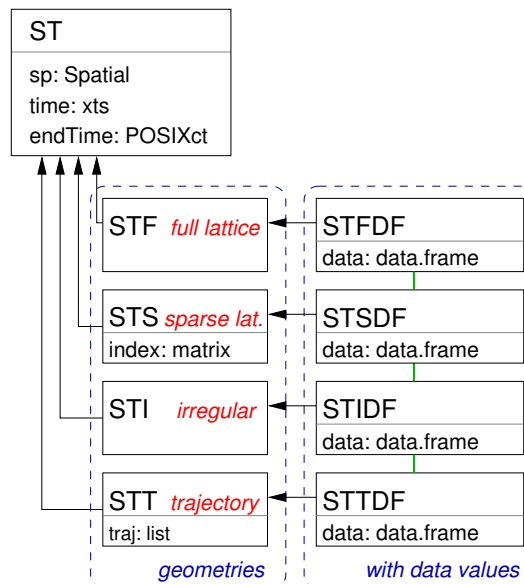 ST
sp: Spatial
time: xts
endTime: POSIXct
STF full lattice
STFDF
data: data.frame
STS sparse lat.
index: matrix
STSDF
data: data.frame
STI irregular
STIDF
data: data.frame
STT trajectory
traj: list
STTDF
data: data.frame
geometries
with data values